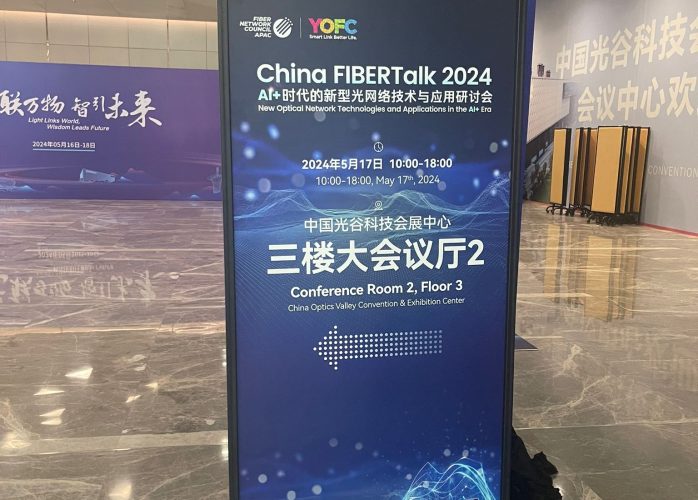 FIBER
NETWORK
COUNCIL
APAC
YOFC
Smart Link Better Life.
China FIBERTalk 2024
AI+时代的新型光网络技术与应用研讨会
New Optical Network Technologies and Applications in the AI+ Era
2024年5月17日 10:00-18:00
10:00-18:00, May 17th, 2024
中国光谷科技会展中心
三楼大会议厅2
Conference Room 2, Floor 3
China Optics Valley Convention & Exhibition Center
联万物 智引未来
Light Links World,
Wisdom Leads Future
2024年05月16日-18日
中国光谷科技会
会议中心欢
CONVENTION